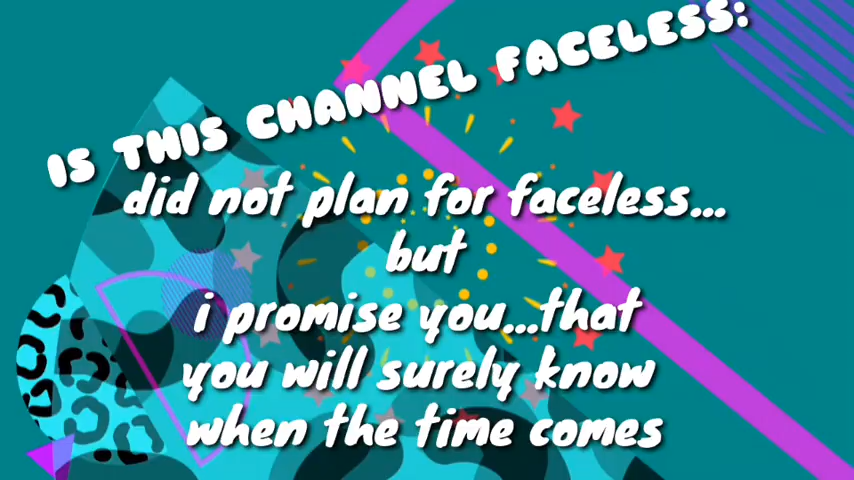 IS THIS CHANNEL FACELESS:
did not plan for faceless...
but
i promise you...that
you will surely know
when the time comes